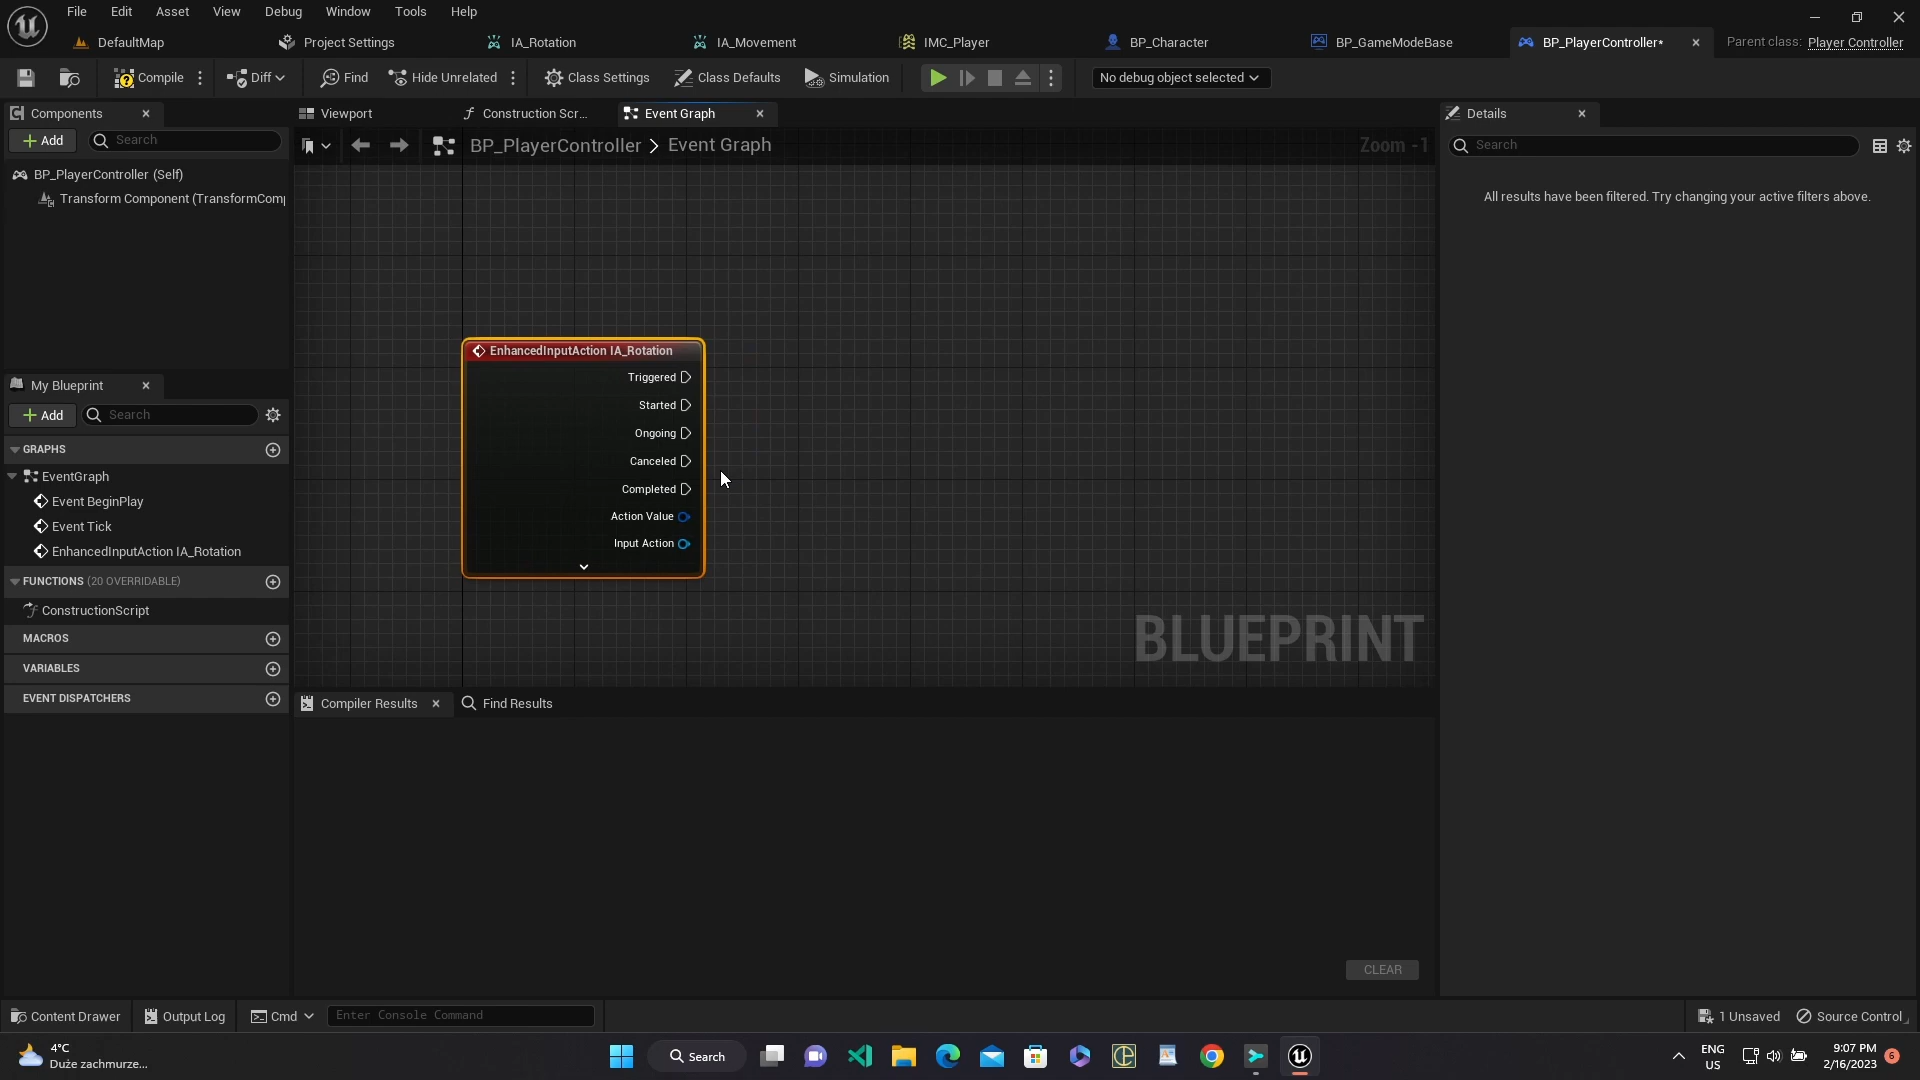 File Edit Asset View Debug Window Tools Help
DefaultMap Project Settings IA_Rotation IA_Movement IMC_Player BP_Character BP_GameModeBase BP_PlayerController* Parent class: Player Controller
Compile Diff Find Hide Unrelated Class Settings Class Defaults Simulation No debug object selected
Components Viewport Construction Scr... Event Graph Details
Add Search BP_PlayerController > Event Graph Zoom -1 Search
BP_PlayerController (Self)
Transform Component (TransformComp
All results have been filtered. Try changing your active filters above.
EnhancedInputAction IA_Rotation
Triggered
Started
Ongoing
Canceled
Completed
Action Value
Input Action
BLUEPRINT
My Blueprint
Add Search
GRAPHS
EventGraph
Event BeginPlay
Event Tick
EnhancedInputAction IA_Rotation
FUNCTIONS (20 OVERRIDABLE)
ConstructionScript
MACROS
VARIABLES
EVENT DISPATCHERS
Compiler Results Find Results
CLEAR
Content Drawer Output Log Cmd Enter Console Command 1 Unsaved Source Control
4°C
Duże zachmurze...
Search
ENG
US
9:07 PM
2/16/2023
6